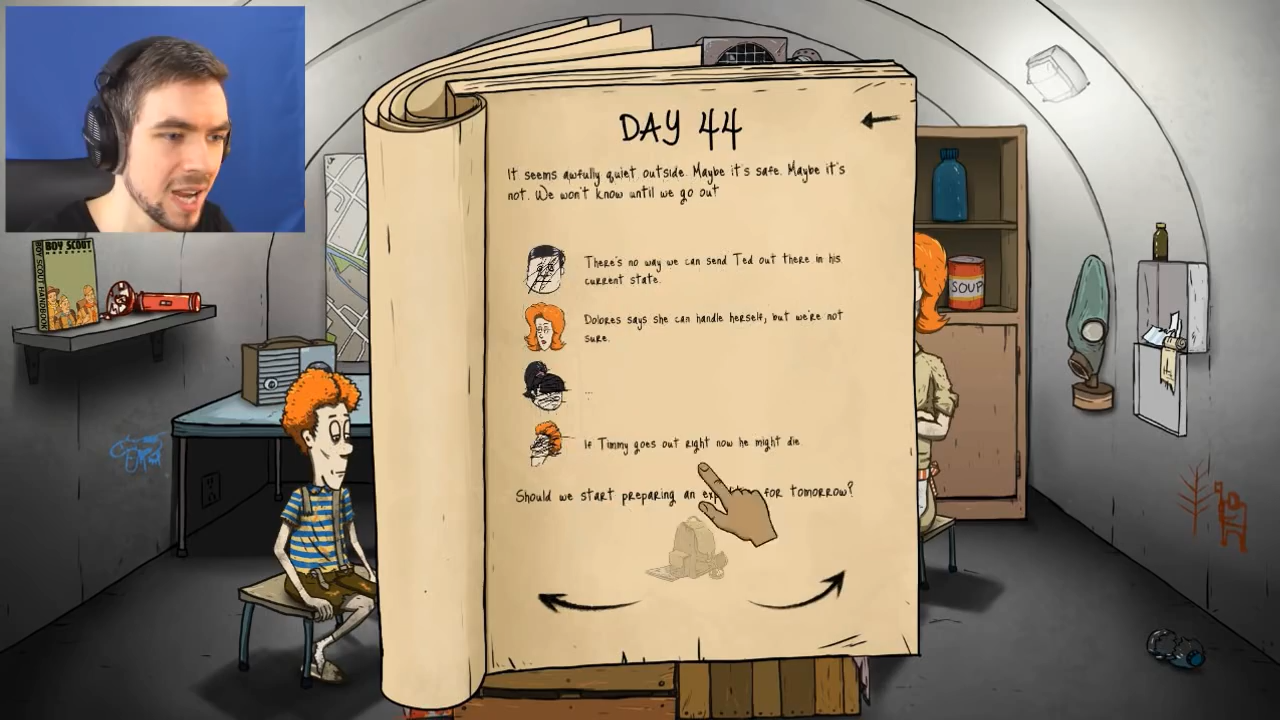 DAY 44
It seems awfully quiet outside. Maybe it's safe. Maybe it's
not. We won't know until we go out
There's no way we can send Ted out there in his
current state.
Dolores says she can handle herself, but we're not
sure.
...
If Timmy goes out right now he might die
Should we start preparing an for tomorrow?
BOY SCOUT
BOY SCOUT HANDBOOK
SOUP